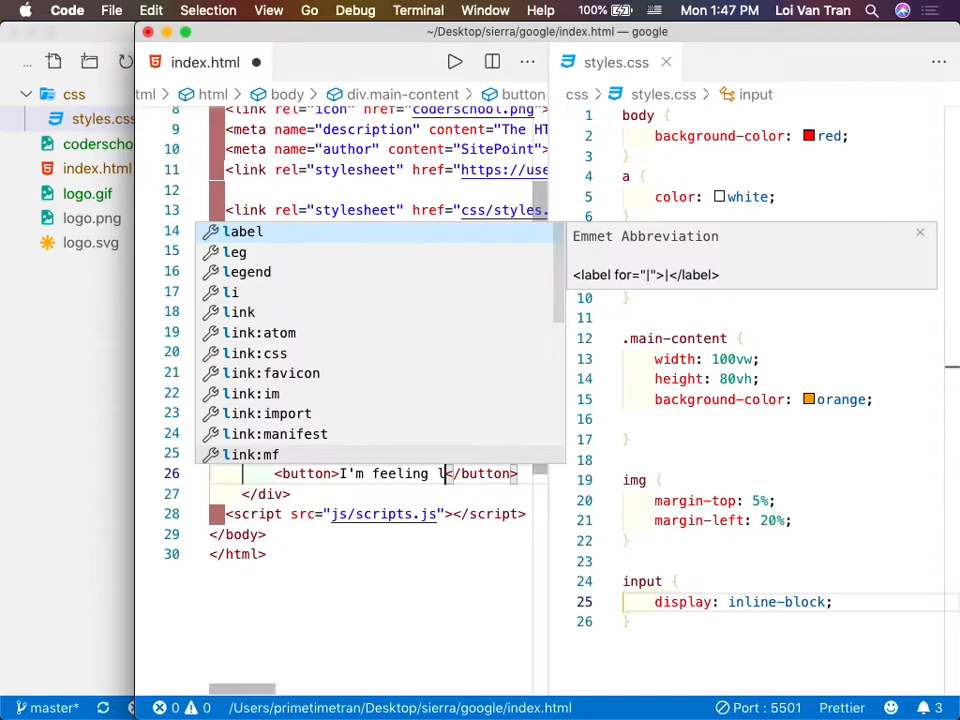 Code File Edit Selection View Go Debug Terminal Window Help 100% Mon 1:47 PM Loi Van Tran
~/Desktop/sierra/google/index.html — google
... index.html ● ··· styles.css × ···
css
styles.css
coderscho
index.html
logo.gif
logo.png
logo.svg
tml › html › body › div.main-content › button
8 <link rel="icon" href="coderschool.png">
9 <meta name="description" content="The HT
10 <meta name="author" content="SitePoint">
11 <link rel="stylesheet" href="https://use
12
13 <link rel="stylesheet" href="css/styles.
14
15
16
17
18
19
20
21
22
23
24
25
26 <button>I'm feeling l</button>
27 </div>
28 <script src="js/scripts.js"></script>
29 </body>
30 </html>
label
leg
legend
li
link
link:atom
link:css
link:favicon
link:im
link:import
link:manifest
link:mf
Emmet Abbreviation ×
<label for="|">|</label>
css › styles.css › input
1 body {
2 background-color: red;
3 }
4 a {
5 color: white;
6 }
10 }
11
12 .main-content {
13 width: 100vw;
14 height: 80vh;
15 background-color: orange;
16
17 }
18
19 img {
20 margin-top: 5%;
21 margin-left: 20%;
22 }
23
24 input {
25 display: inline-block;
26 }
master* 0 0 /Users/primetimetran/Desktop/sierra/google/index.html Port : 5501 Prettier 3